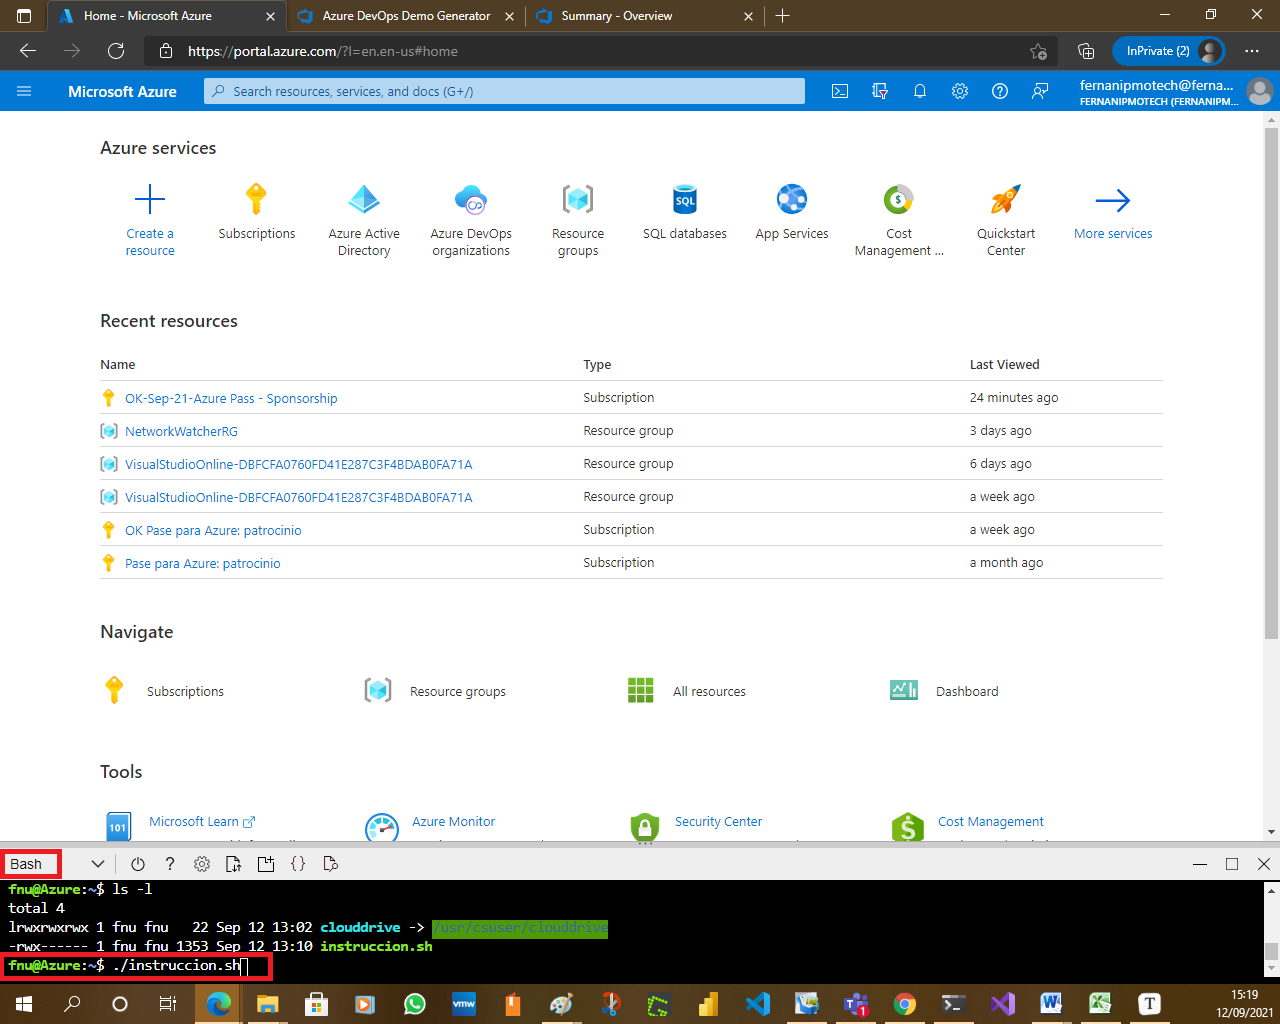 Home - Microsoft Azure
Azure DevOps Demo Generator
Summary - Overview
https://portal.azure.com/?l=en.en-us#home
InPrivate (2)
Microsoft Azure
Search resources, services, and docs (G+/)
fernanipmotech@ferna...
FERNANIPMOTECH (FERNANIPM...
Azure services
Create a resource
Subscriptions
Azure Active Directory
Azure DevOps organizations
Resource groups
SQL
SQL databases
App Services
Cost Management ...
Quickstart Center
More services
Recent resources
Name Type Last Viewed
OK-Sep-21-Azure Pass - Sponsorship Subscription 24 minutes ago
NetworkWatcherRG Resource group 3 days ago
VisualStudioOnline-DBFCFA0760FD41E287C3F4BDAB0FA71A Resource group 6 days ago
VisualStudioOnline-DBFCFA0760FD41E287C3F4BDAB0FA71A Resource group a week ago
OK Pase para Azure: patrocinio Subscription a week ago
Pase para Azure: patrocinio Subscription a month ago
Navigate
Subscriptions
Resource groups
All resources
Dashboard
Tools
101
Microsoft Learn
Azure Monitor
Security Center
Cost Management
Bash
fnu@Azure:~$ ls -l
total 4
lrwxrwxrwx 1 fnu fnu 22 Sep 12 13:02 clouddrive -> /usr/csuser/clouddrive
-rwx------ 1 fnu fnu 1353 Sep 12 13:10 instruccion.sh
fnu@Azure:~$ ./instruccion.sh
vmw
1
T
15:19
12/09/2021